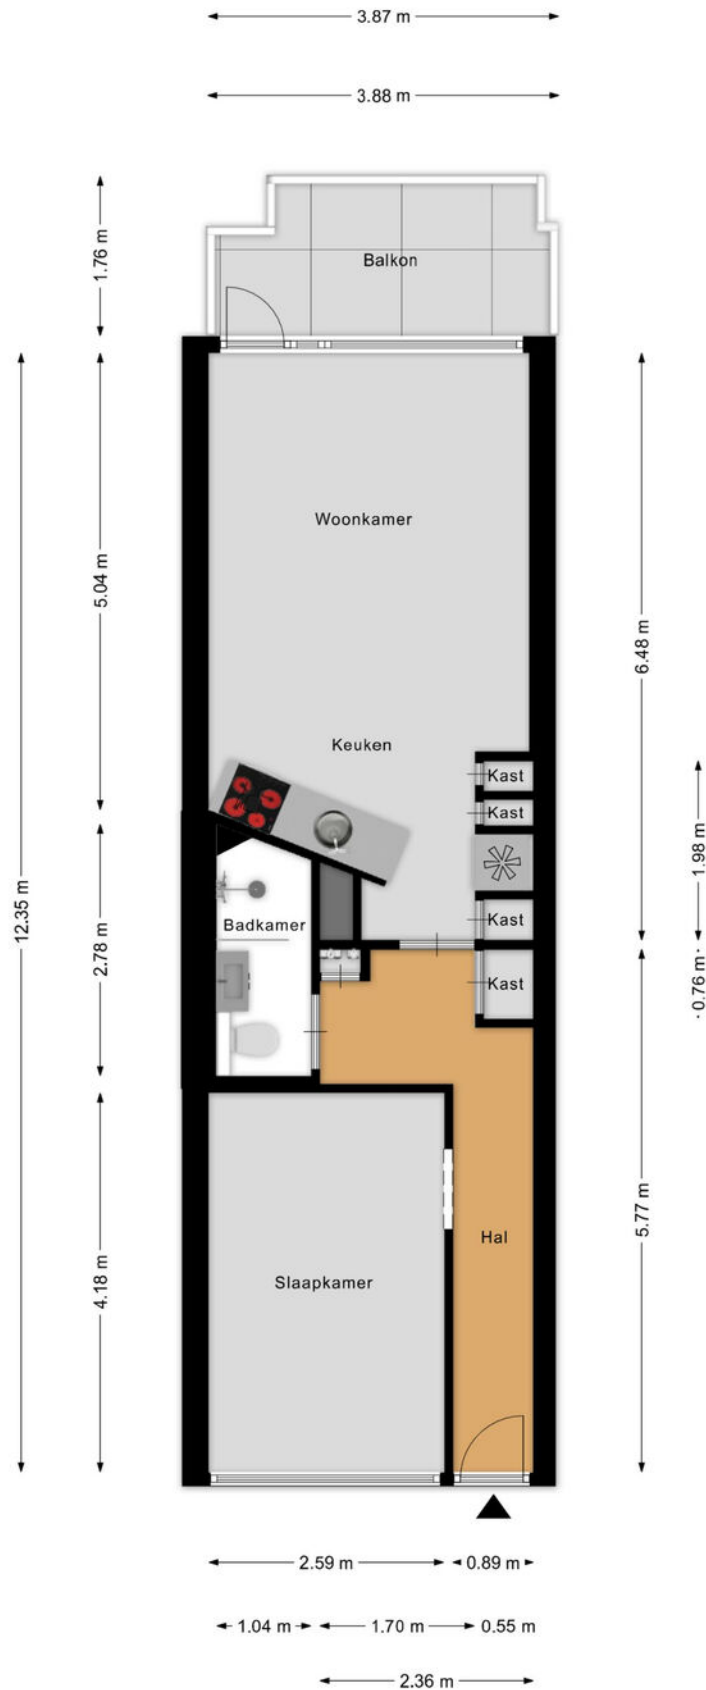 3.87 m
3.88 m
1.76 m
Balkon
12.35 m
5.04 m
Woonkamer
6.48 m
Keuken
Kast
Kast
1.98 m
2.78 m
Badkamer
Kast
Kast
0.76 m
4.18 m
Slaapkamer
Hal
5.77 m
2.59 m
0.89 m
1.04 m
1.70 m
0.55 m
2.36 m